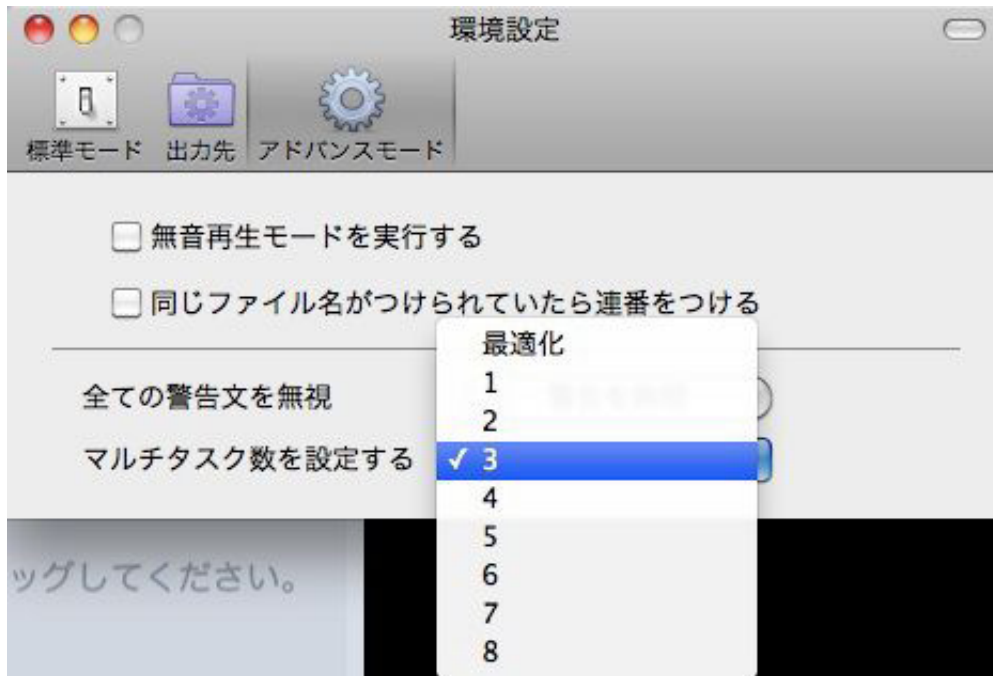 環境設定
標準モード 出力先 アドバンスモード
無音再生モードを実行する
同じファイル名がつけられていたら連番をつける
最適化
全ての警告文を無視
1
2
マルチタスク数を設定する ✓ 3
4
5
6
7
8
ッグしてください。